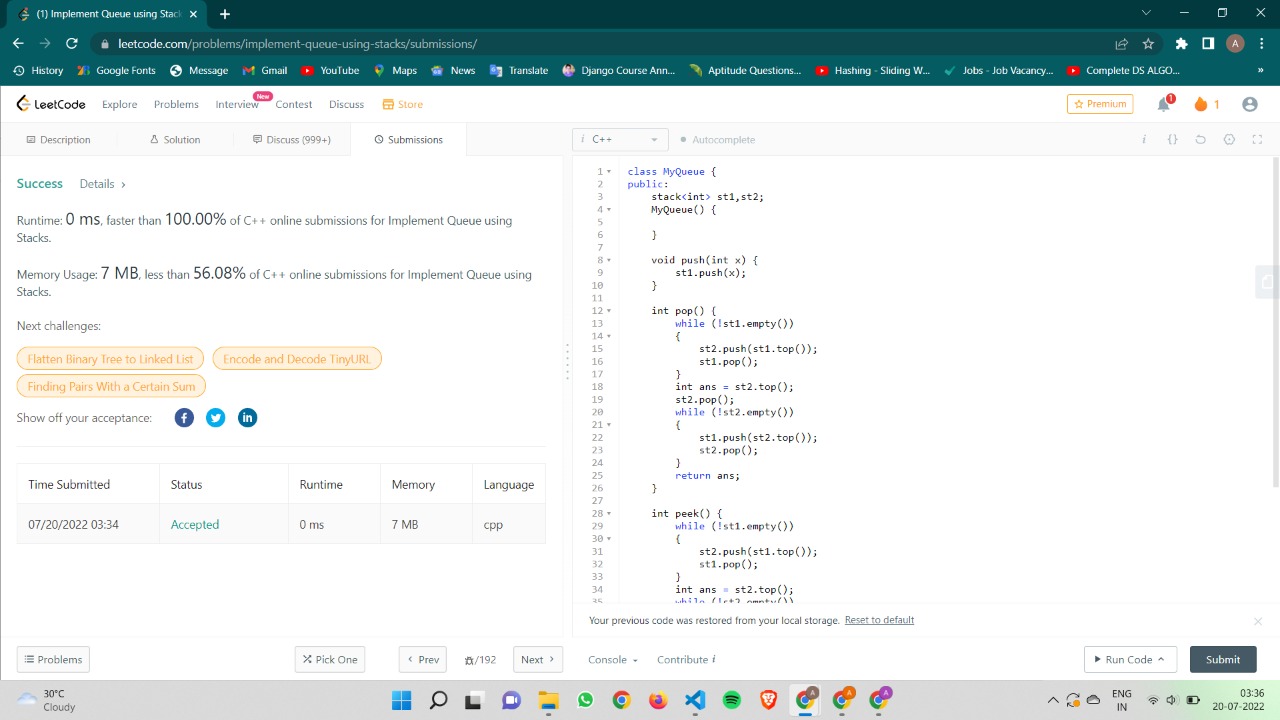 (1) Implement Queue using Stack
leetcode.com/problems/implement-queue-using-stacks/submissions/
A
History Google Fonts Message Gmail YouTube Maps News Translate Django Course Ann... Aptitude Questions... Hashing - Sliding W... Jobs - Job Vacancy... Complete DS ALGO... »
LeetCode Explore Problems Interview New Contest Discuss Store Premium 1 1
Description Solution Discuss (999+) Submissions
i C++ Autocomplete i {}
Success Details >
Runtime: 0 ms, faster than 100.00% of C++ online submissions for Implement Queue using
Stacks.
Memory Usage: 7 MB, less than 56.08% of C++ online submissions for Implement Queue using
Stacks.
Next challenges:
Flatten Binary Tree to Linked List Encode and Decode TinyURL
Finding Pairs With a Certain Sum
Show off your acceptance:
Time Submitted Status Runtime Memory Language
07/20/2022 03:34 Accepted 0 ms 7 MB cpp
1 class MyQueue {
2 public:
3 stack<int> st1,st2;
4 MyQueue() {
5
6 }
7
8 void push(int x) {
9 st1.push(x);
10 }
11
12 int pop() {
13 while (!st1.empty())
14 {
15 st2.push(st1.top());
16 st1.pop();
17 }
18 int ans = st2.top();
19 st2.pop();
20 while (!st2.empty())
21 {
22 st1.push(st2.top());
23 st2.pop();
24 }
25 return ans;
26 }
27
28 int peek() {
29 while (!st1.empty())
30 {
31 st2.push(st1.top());
32 st1.pop();
33 }
34 int ans = st2.top();
35 while (!st2.empty())
Your previous code was restored from your local storage. Reset to default
Problems Pick One < Prev /192 Next > Console Contribute i Run Code Submit
30°C
Cloudy
A A A
ENG
IN
03:36
20-07-2022